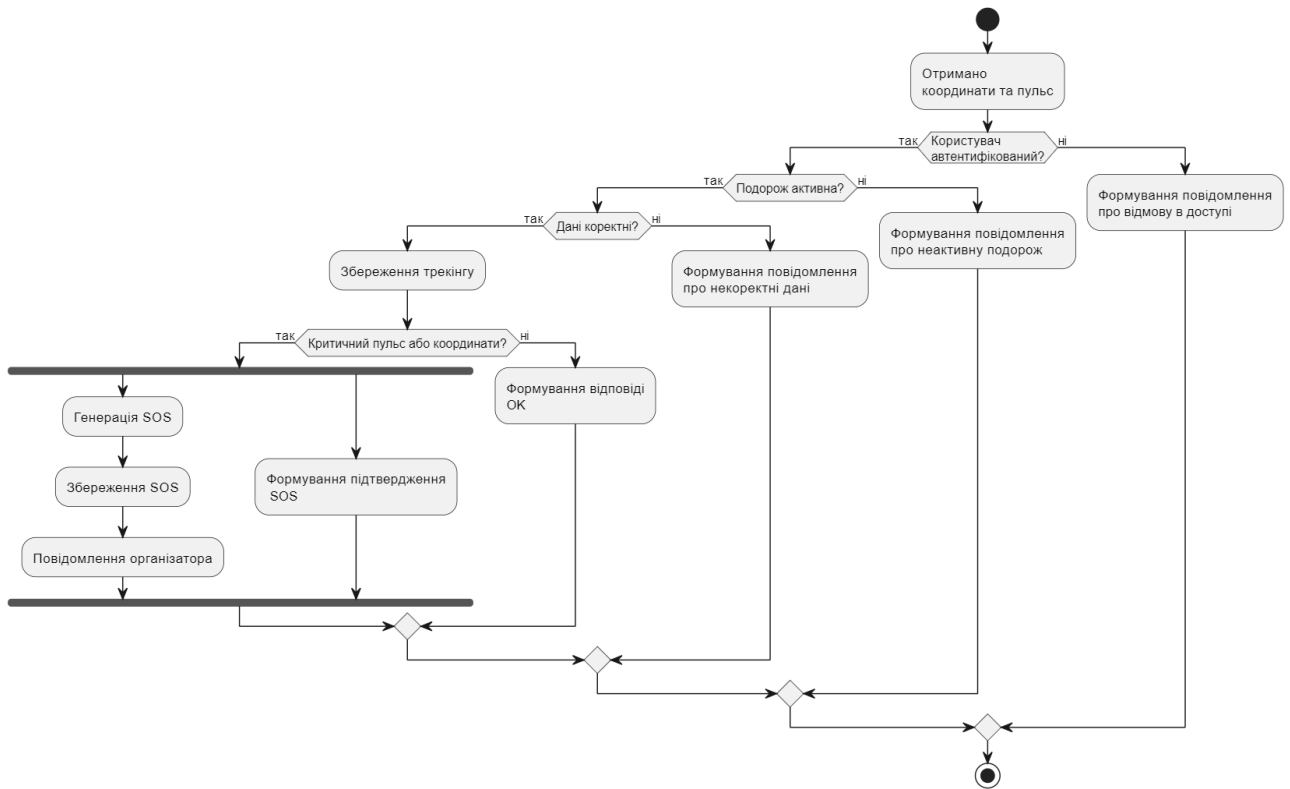 Отримано
координати та пульс
так
Користувач
автентифікований?
ні
так
Подорож активна?
ні
Формування повідомлення
про відмову в доступі
так
Дані коректні?
ні
Формування повідомлення
про неактивну подорож
Збереження трекінгу
Формування повідомлення
про некоректні дані
так
Критичний пульс або координати?
ні
Генерація SOS
Формування відповіді
OK
Збереження SOS
Формування підтвердження
SOS
Повідомлення організатора